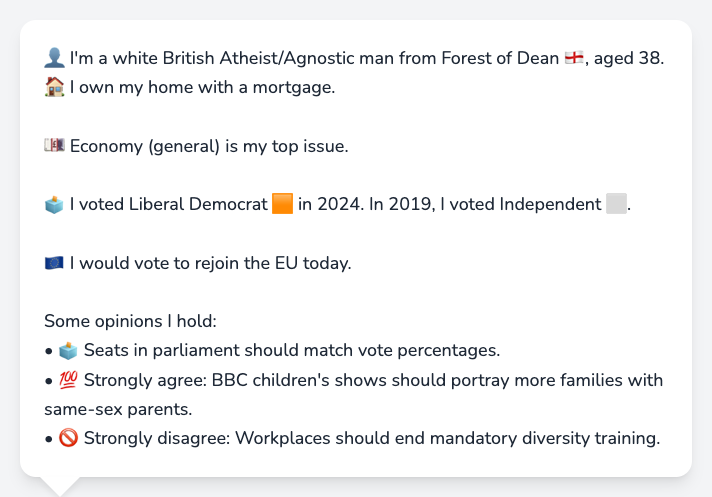 👤 I'm a white British Atheist/Agnostic man from Forest of Dean 🏴󠁧󠁢󠁥󠁮󠁧󠁿, aged 38.
🏠 I own my home with a mortgage.
💷 Economy (general) is my top issue.
🗳️ I voted Liberal Democrat 🟧 in 2024. In 2019, I voted Independent ⬜.
🇪🇺 I would vote to rejoin the EU today.
Some opinions I hold:
• 🗳️ Seats in parliament should match vote percentages.
• 💯 Strongly agree: BBC children's shows should portray more families with
same-sex parents.
• 🚫 Strongly disagree: Workplaces should end mandatory diversity training.